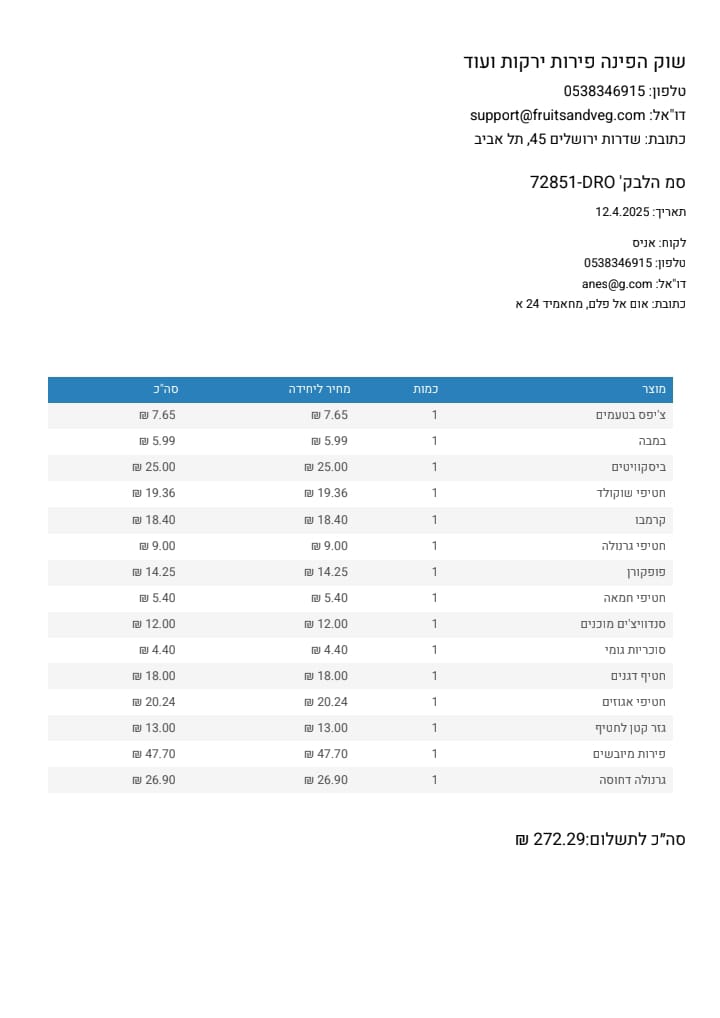 שוק הפינה פירות ירקות ועוד
טלפון: 0538346915
דו"אל: support@fruitsandveg.com
כתובת: שדרות ירושלים 45, תל אביב
סמ הלבק' 72851-DRO
תאריך: 12.4.2025
לקוח: אניס
טלפון: 0538346915
דו"אל: anes@g.com
כתובת: אום אל פלם, מחאמיד 24 א
מוצר כמות מחיר ליחידה סה"כ
צ'יפס בטעמים 1 7.65 ₪ 7.65 ₪
במבה 1 5.99 ₪ 5.99 ₪
ביסקוויטים 1 25.00 ₪ 25.00 ₪
חטיפי שוקולד 1 19.36 ₪ 19.36 ₪
קרמבו 1 18.40 ₪ 18.40 ₪
חטיפי גרנולה 1 9.00 ₪ 9.00 ₪
פופקורן 1 14.25 ₪ 14.25 ₪
חטיפי חמאה 1 5.40 ₪ 5.40 ₪
סנדוויצ'ים מוכנים 1 12.00 ₪ 12.00 ₪
סוכריות גומי 1 4.40 ₪ 4.40 ₪
חטיף דגנים 1 18.00 ₪ 18.00 ₪
חטיפי אגוזים 1 20.24 ₪ 20.24 ₪
גזר קטן לחטיף 1 13.00 ₪ 13.00 ₪
פירות מיובשים 1 47.70 ₪ 47.70 ₪
גרנולה דחוסה 1 26.90 ₪ 26.90 ₪
סה״כ לתשלום:272.29 ₪